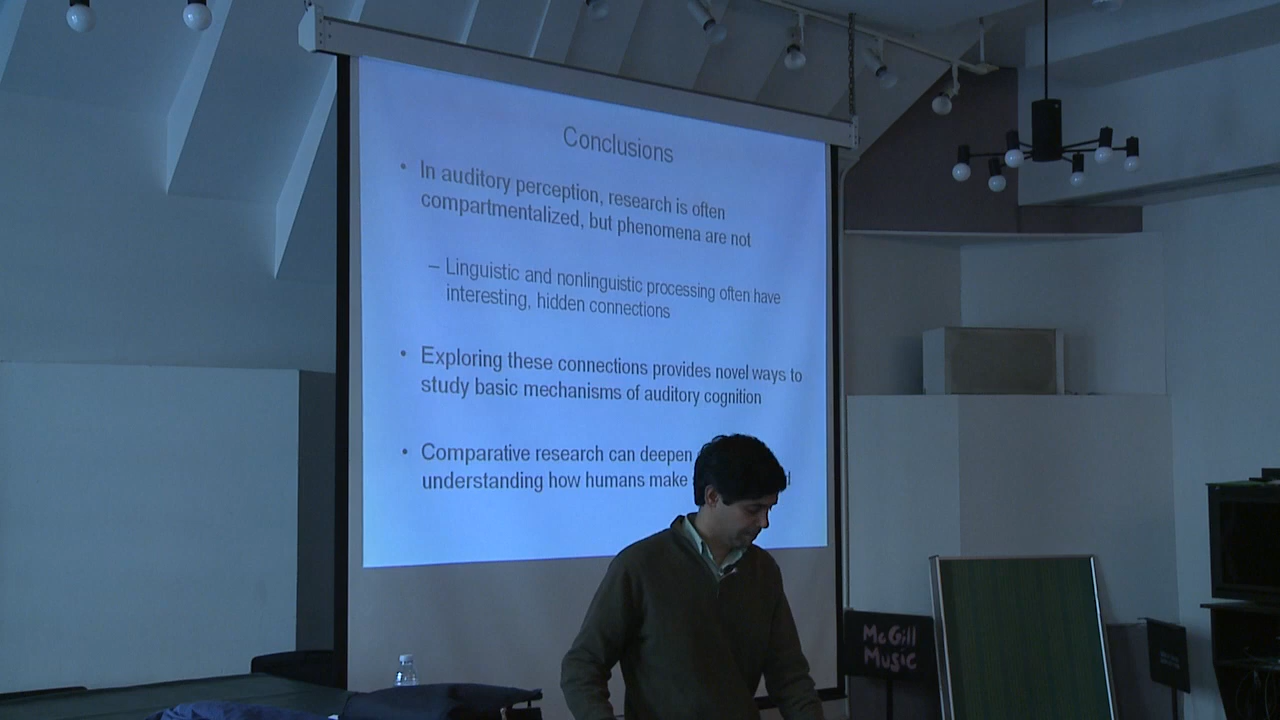 Conclusions
• In auditory perception, research is often
compartmentalized, but phenomena are not
– Linguistic and nonlinguistic processing often have
interesting, hidden connections
• Exploring these connections provides novel ways to
study basic mechanisms of auditory cognition
• Comparative research can deepen
understanding how humans make
McGill
Music